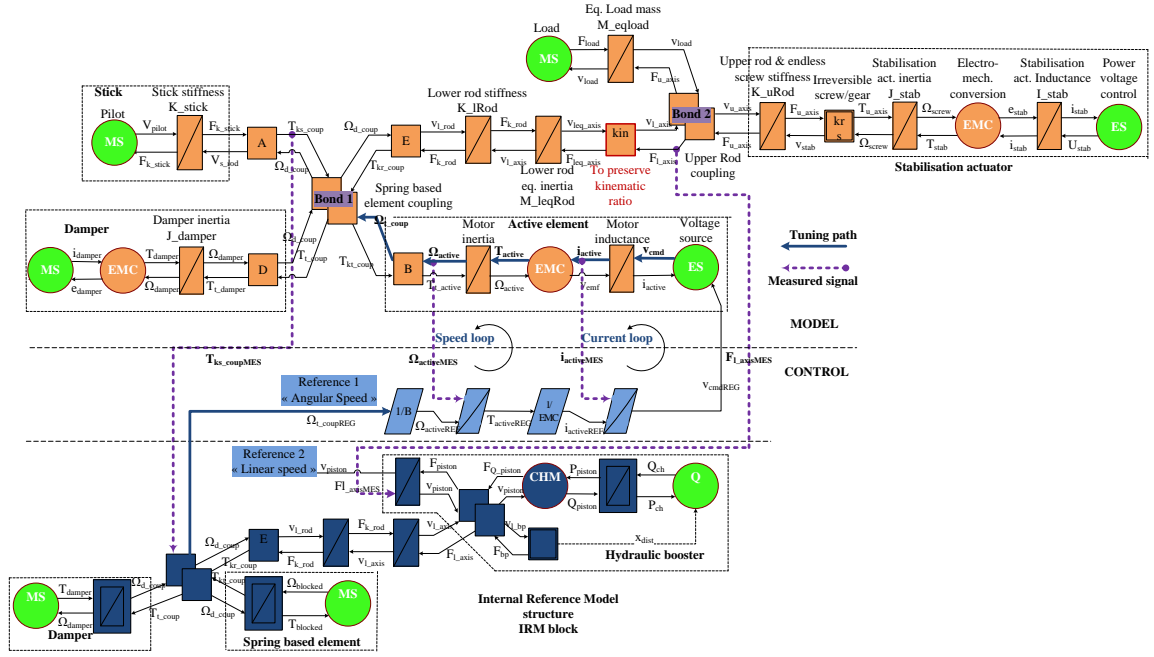 Eq. Load mass
M_eqload
Load
MS
F_load
v_load
v_load
F_u_axis
Bond 2
Upper Rod
coupling
v_u_axis
F_u_axis
Upper rod & endless
screw stiffness
K_uRod
F_u_axis
v_stab
Irreversible
screw/gear
kr
s
T_u_axis
Ω_screw
Stabilisation
act. inertia
J_stab
Ω_screw
T_stab
Electro-
mech.
conversion
EMC
e_stab
i_stab
Stabilisation
act. Inductance
I_stab
i_stab
U_stab
Power
voltage
control
ES
Stabilisation actuator
Stick
Pilot
MS
V_pilot
F_k_stick
Stick stiffness
K_stick
F_k_stick
V_s_rod
A
T_ks_coup
Ω_d_coup
Ω_d_coup
T_kr_coup
E
v_l_rod
F_k_rod
Lower rod stiffness
K_lRod
F_k_rod
v_l_axis
Lower rod
eq. inertia
M_leqRod
v_leq_axis
F_leq_axis
kin
To preserve
kinematic
ratio
v_l_axis
F_l_axis
Bond 1
Spring based
element coupling
Damper
MS
i_damper
e_damper
EMC
T_damper
Ω_damper
Damper inertia
J_damper
Ω_damper
T_t_damper
D
Ω_d_coup
T_t_coup
T_kt_coup
Ω_t_coup
Active element
B
Ω_active
T_t_active
Motor
inertia
T_active
Ω_active
EMC
i_active
v_emf
Motor
inductance
v_cmd
i_active
Voltage
source
ES
Tuning path
Measured signal
MODEL
CONTROL
Speed loop
Current loop
T_ks_coupMES
Ω_activeMES
i_activeMES
F_l_axisMES
v_cmdREG
Reference 1
« Angular Speed »
Ω_t_coupREG
1/B
Ω_activeREF
T_activeREG
1/
EMC
i_activeREF
Reference 2
« Linear speed »
v_piston
Fl_axisMES
F_piston
v_piston
F_Q_piston
v_piston
CHM
P_piston
Q_piston
Q_ch
P_ch
Q
v_l_bp
F_bp
x_dist
Hydraulic booster
Ω_d_coup
T_kr_coup
E
v_l_rod
F_k_rod
F_k_rod
v_l_axis
v_l_axis
F_l_axis
MS
T_damper
Ω_damper
Damper
Ω_d_coup
T_t_coup
T_kt_coup
Ω_d_coup
Ω_blocked
T_blocked
MS
Spring based element
Internal Reference Model
structure
IRM block